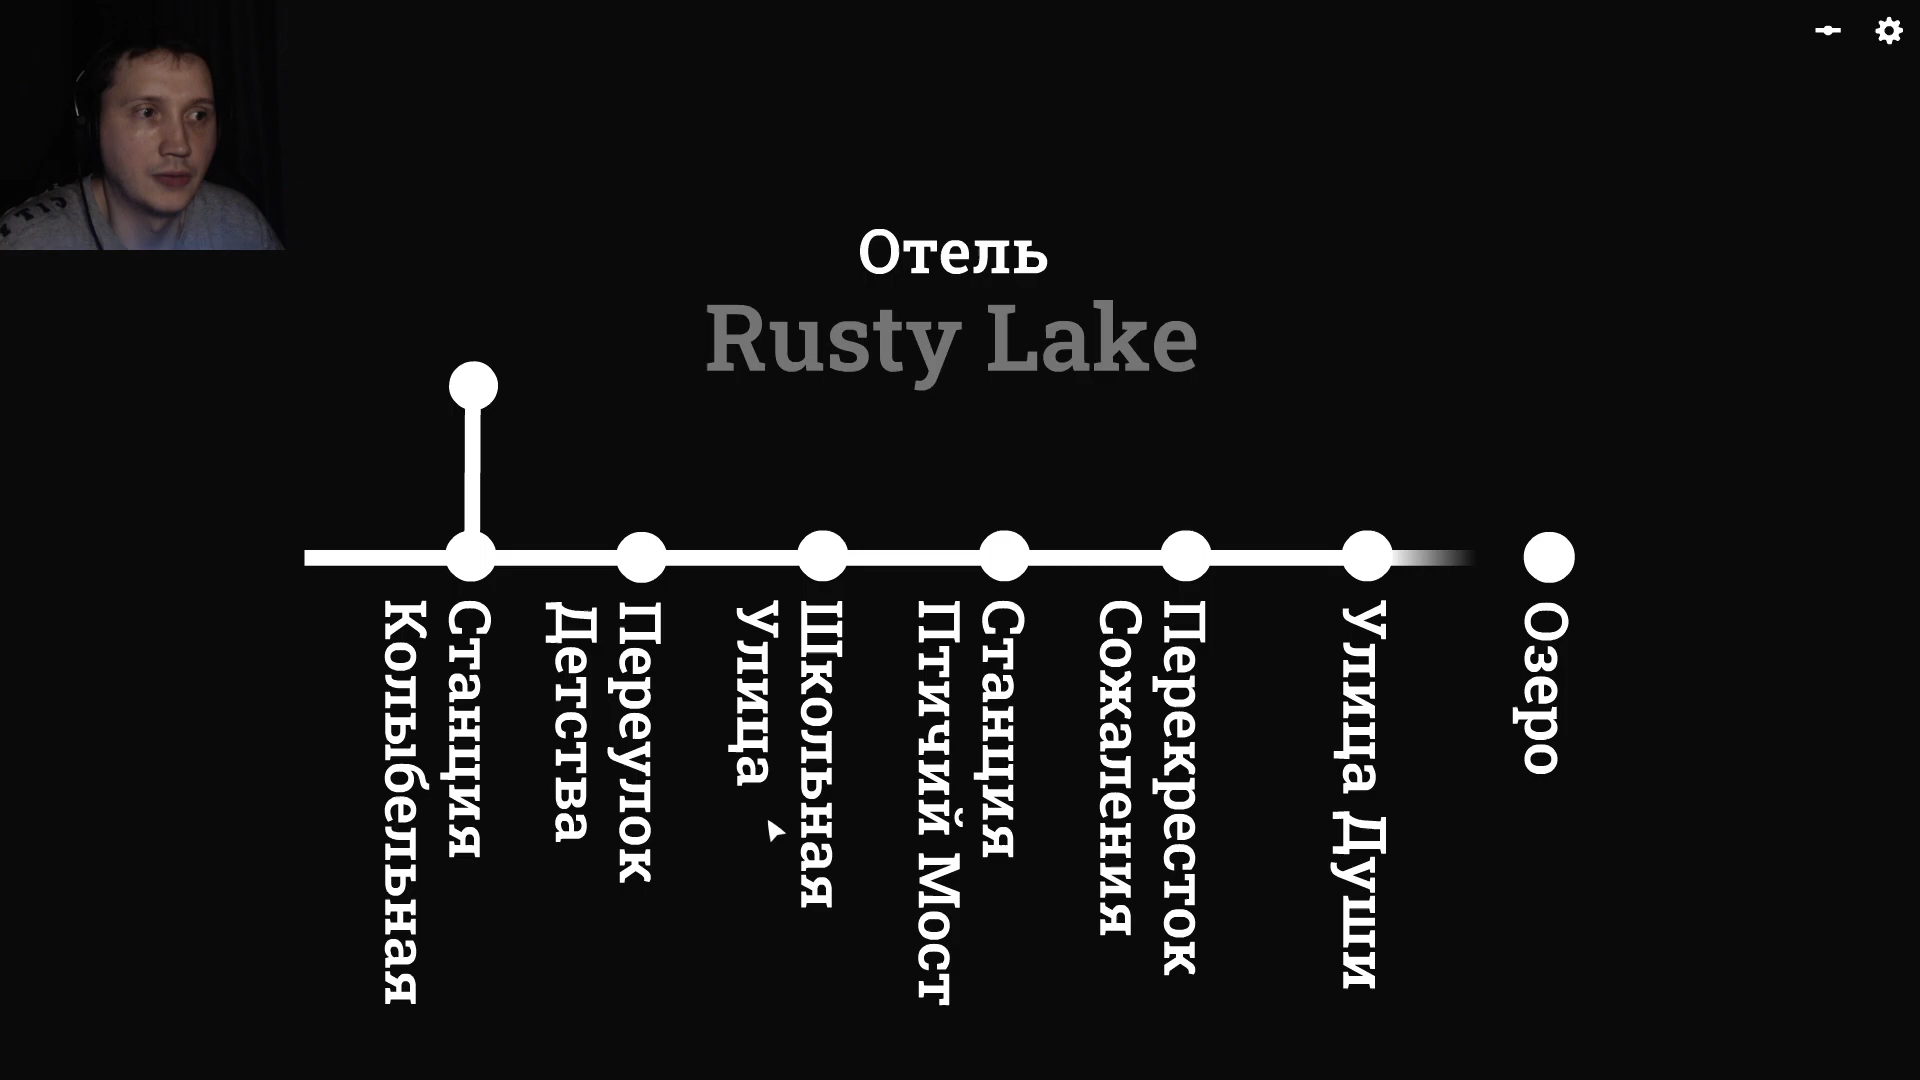 Отель
Rusty Lake
Станция
Колыбельная
Переулок
Детства
Школьная
Улица
Станция
Птичий Мост
Перекресток
Сожаления
Улица Души
Озеро